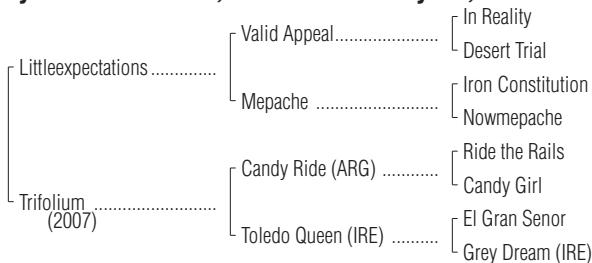 In Reality
Valid Appeal
Desert Trial
Littleexpectations
Iron Constitution
Mepache
Nowmepache
Ride the Rails
Candy Ride (ARG)
Candy Girl
Trifolium
(2007)
El Gran Senor
Toledo Queen (IRE)
Grey Dream (IRE)